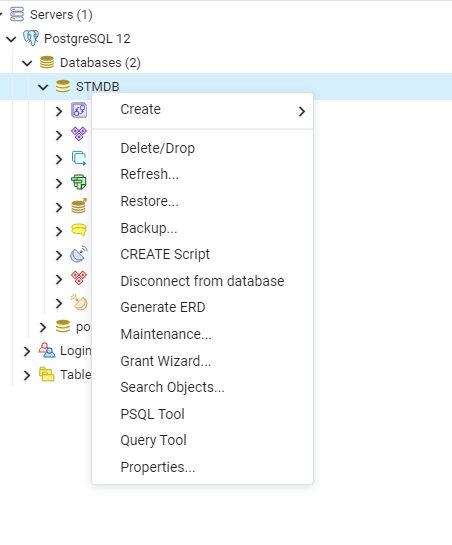 Servers (1)
PostgreSQL 12
Databases (2)
STMDB
Create
Delete/Drop
Refresh...
Restore...
Backup...
CREATE Script
Disconnect from database
Generate ERD
po
Maintenance...
Login
Grant Wizard...
Table
Search Objects...
PSQL Tool
Query Tool
Properties...